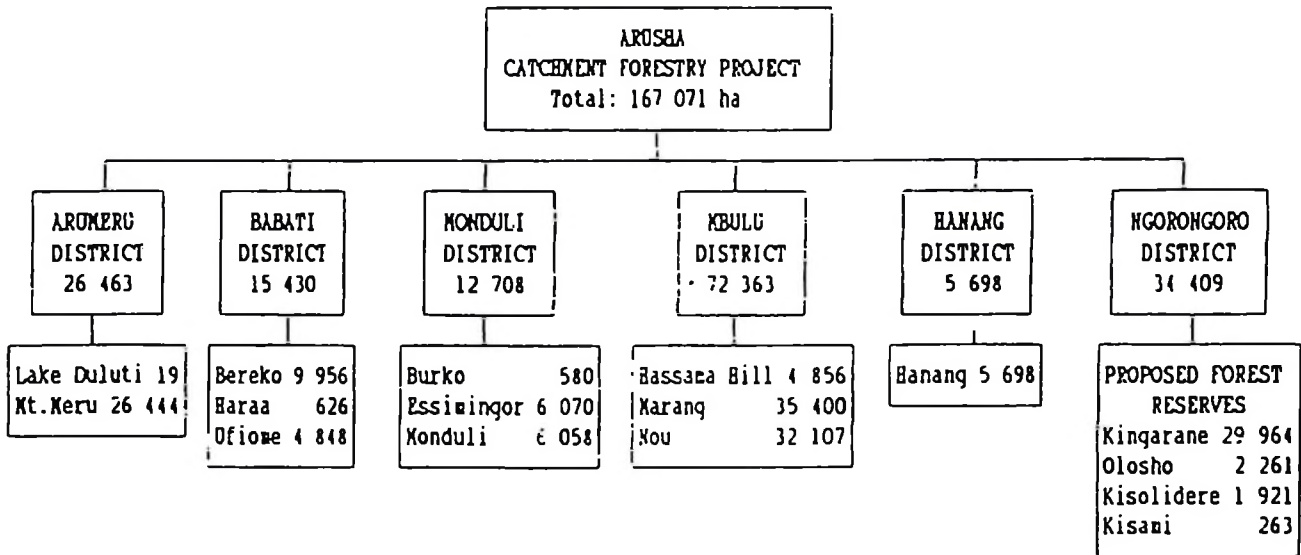 ARUSHA
CATCHMENT FORESTRY PROJECT
Total: 167 071 ha
ARUMERU
DISTRICT
26 463
BABATI
DISTRICT
15 430
MONDULI
DISTRICT
12 708
MBULU
DISTRICT
72 363
HANANG
DISTRICT
5 698
NGORONGORO
DISTRICT
34 409
Lake Duluti 19
Mt.Meru 26 444
Bereko 9 956
Haraa 626
Ufiome 4 848
Burko 580
Essimingor 6 070
Monduli 6 058
Hassama Hill 4 856
Marang 35 400
Nou 32 107
Hanang 5 698
PROPOSED FOREST
RESERVES
Kingarane 29 964
Olosho 2 261
Kisolidere 1 921
Kisami 263